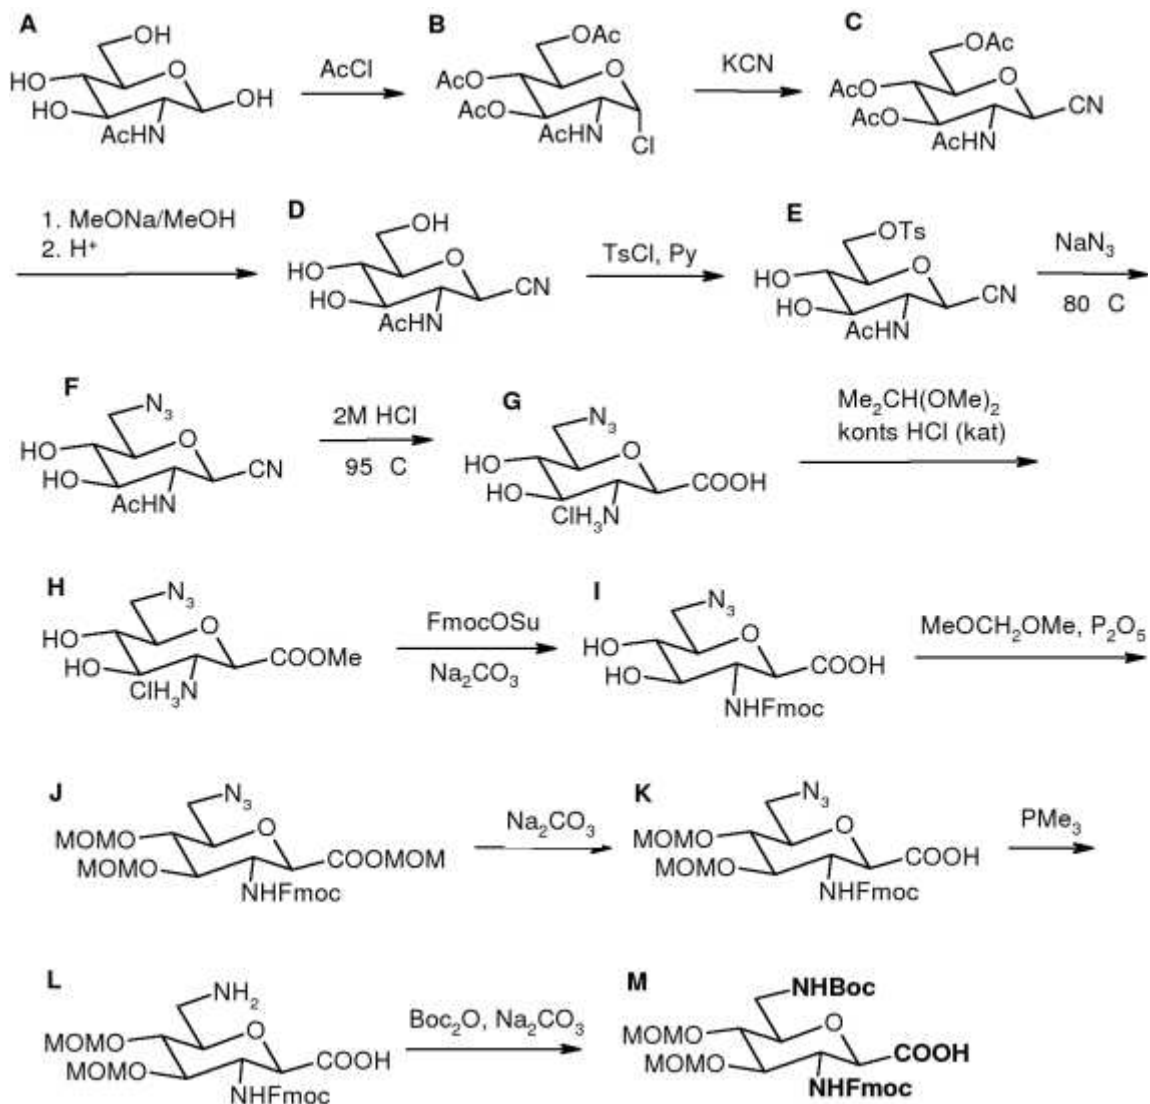 A
OH
HO
HO
AcHN
O
OH
AcCl
B
OAc
AcO
AcO
AcHN
O
Cl
KCN
C
OAc
AcO
AcO
AcHN
O
CN
1. MeONa/MeOH
2. H⁺
D
OH
HO
HO
AcHN
O
CN
TsCl, Py
E
OTs
HO
HO
AcHN
O
CN
NaN₃
80 C
F
N₃
HO
HO
AcHN
O
CN
2M HCl
95 C
G
N₃
HO
HO
ClH₃N
O
COOH
Me₂CH(OMe)₂
konts HCl (kat)
H
N₃
HO
HO
ClH₃N
O
COOMe
FmocOSu
Na₂CO₃
I
N₃
HO
HO
O
COOH
NHFmoc
MeOCH₂OMe, P₂O₅
J
N₃
MOMO
MOMO
O
COOMOM
NHFmoc
Na₂CO₃
K
N₃
MOMO
MOMO
O
COOH
NHFmoc
PMe₃
L
NH₂
MOMO
MOMO
O
COOH
NHFmoc
Boc₂O, Na₂CO₃
M
NHBoc
MOMO
MOMO
O
COOH
NHFmoc